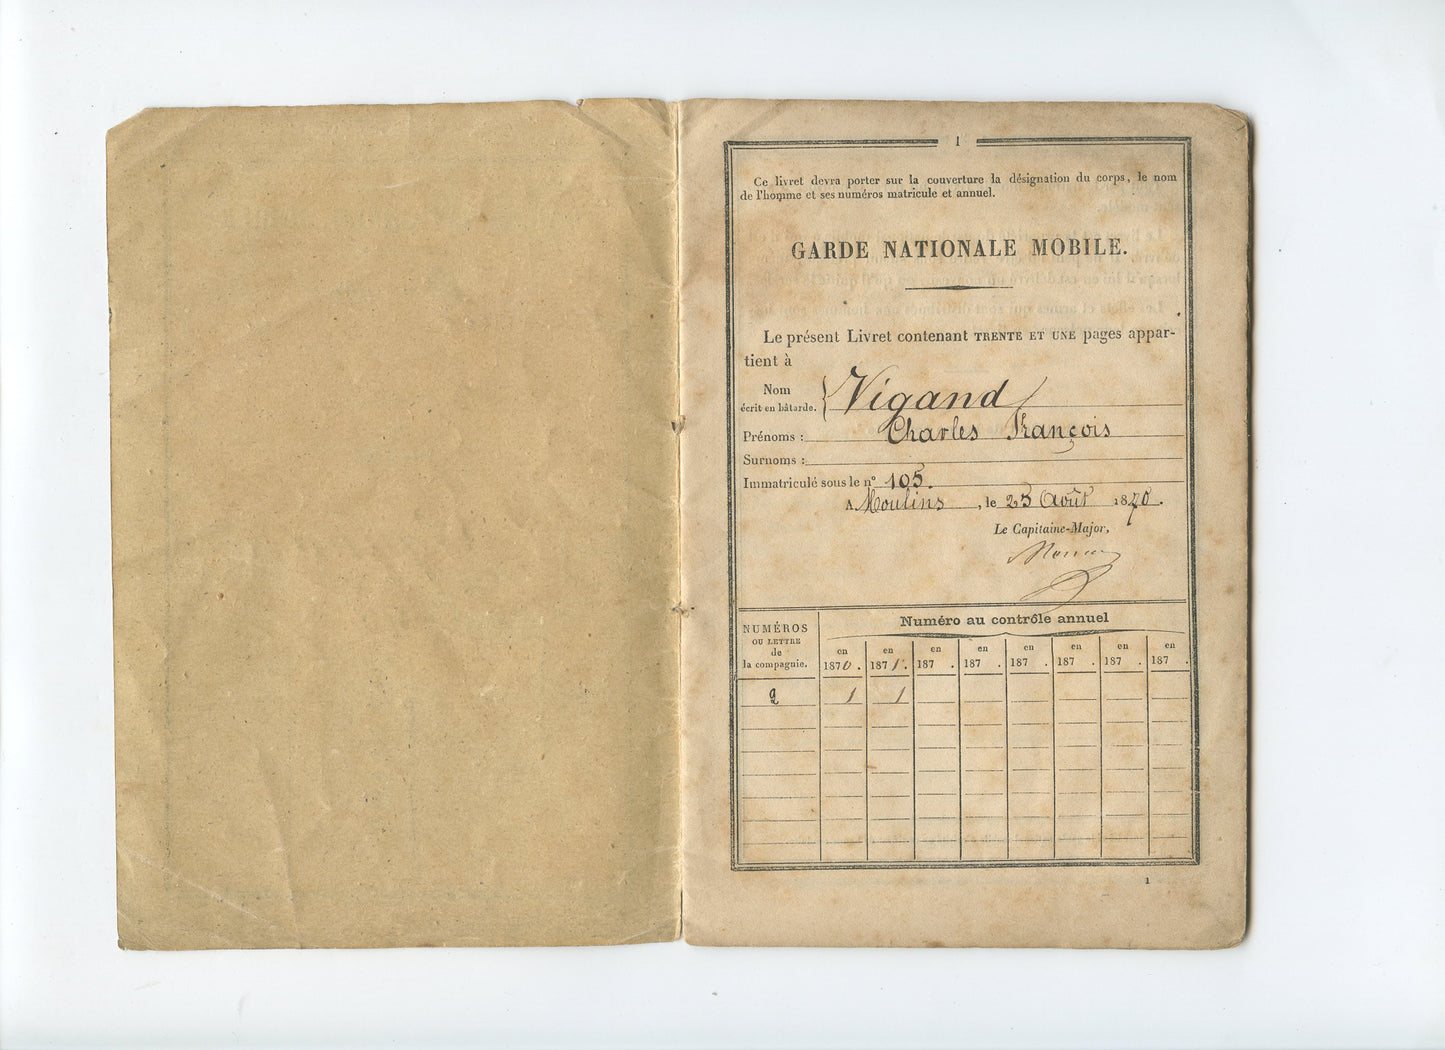 1
Ce livret devra porter sur la couverture la désignation du corps, le nom
de l'homme et ses numéros matricule et annuel.
GARDE NATIONALE MOBILE.
Le présent Livret contenant TRENTE ET UNE pages appar-
tient à
Nom
écrit en bâtarde. { Vigand
Prénoms : Charles François
Surnoms :
Immatriculé sous le n° 105.
A Moulins, le 25 Août 1870.
Le Capitaine-Major,
NUMÉROS
OU LETTRE
de
la compagnie.
Numéro au contrôle annuel
en en en en en en en en
1870. 1871. 187 . 187 . 187 . 187 . 187 . 187 .
2 1 1
1